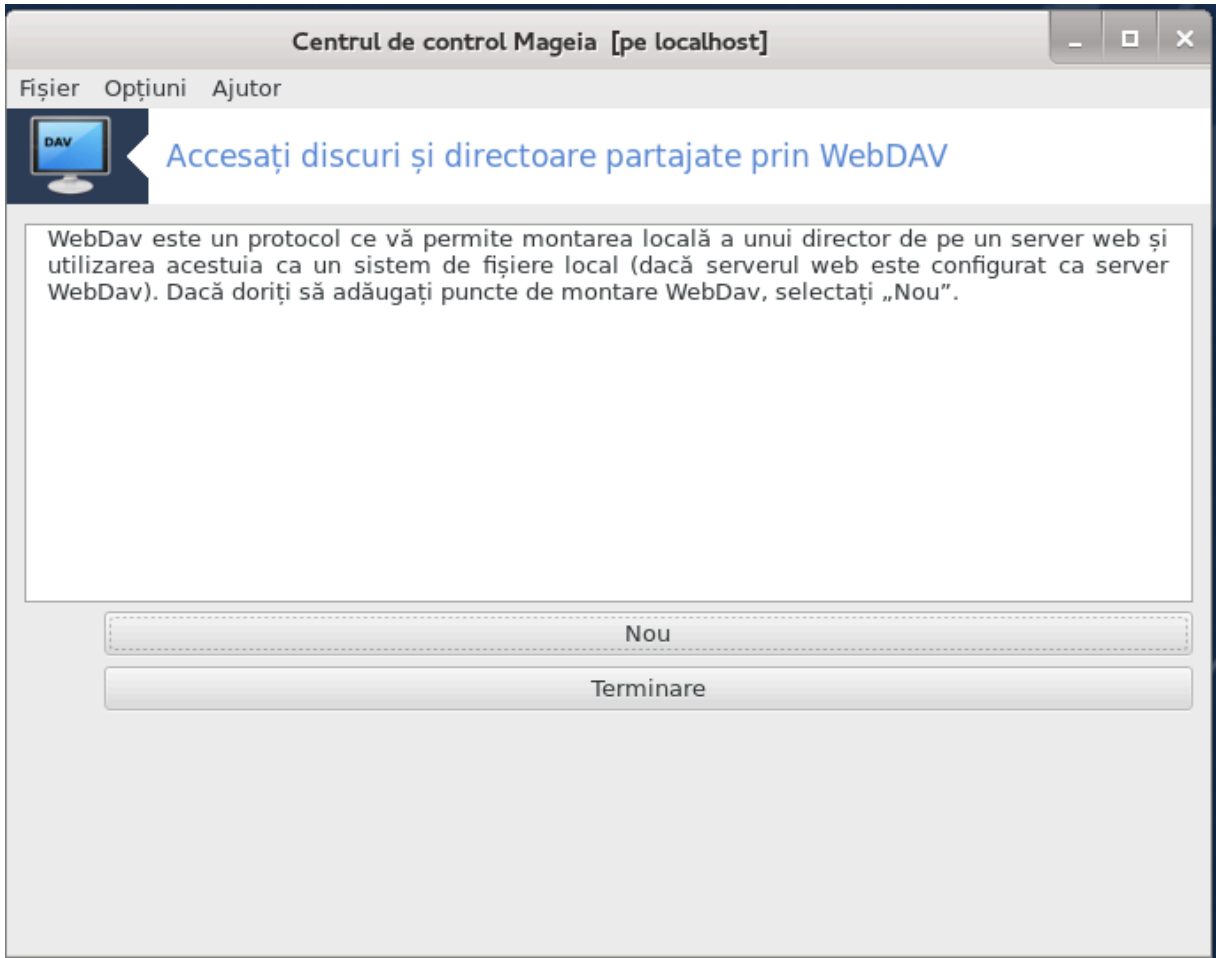 Centrul de control Mageia [pe localhost]
Fișier Opțiuni Ajutor
DAV
Accesați discuri și directoare partajate prin WebDAV
WebDav este un protocol ce vă permite montarea locală a unui director de pe un server web și
utilizarea acestuia ca un sistem de fișiere local (dacă serverul web este configurat ca server
WebDav). Dacă doriți să adăugați puncte de montare WebDav, selectați „Nou”.
Nou
Terminare